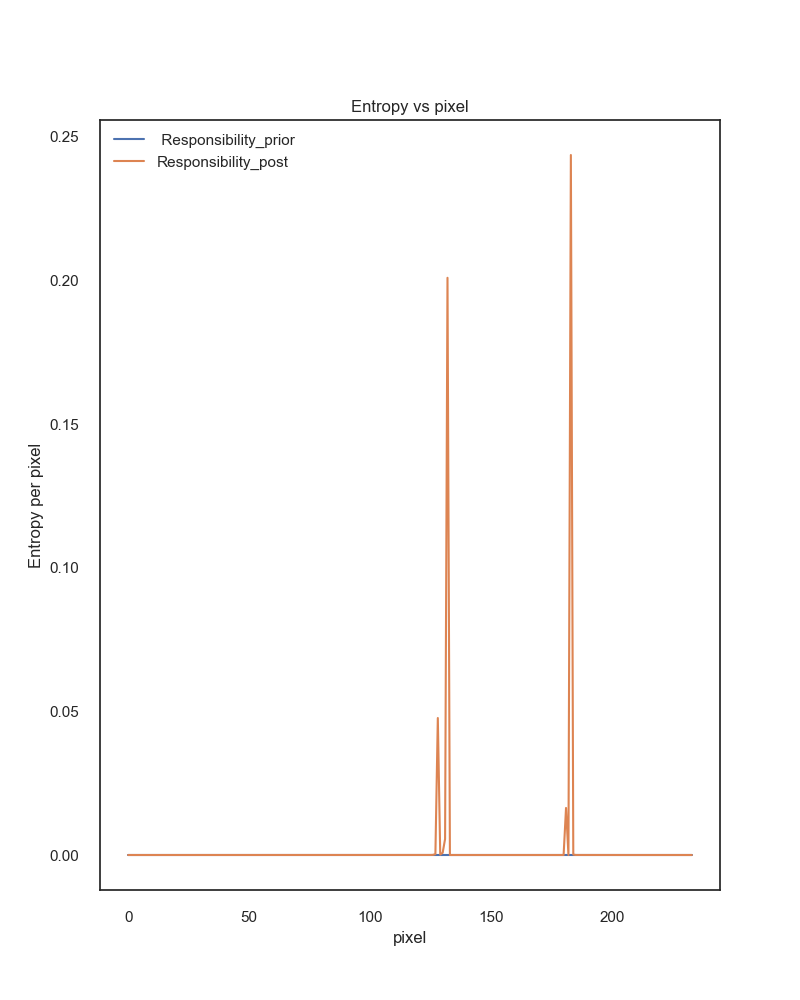 Entropy vs pixel
Responsibility_prior
Responsibility_post
0.25
0.20
0.15
0.10
0.05
0.00
Entropy per pixel
0 50 100 150 200
pixel